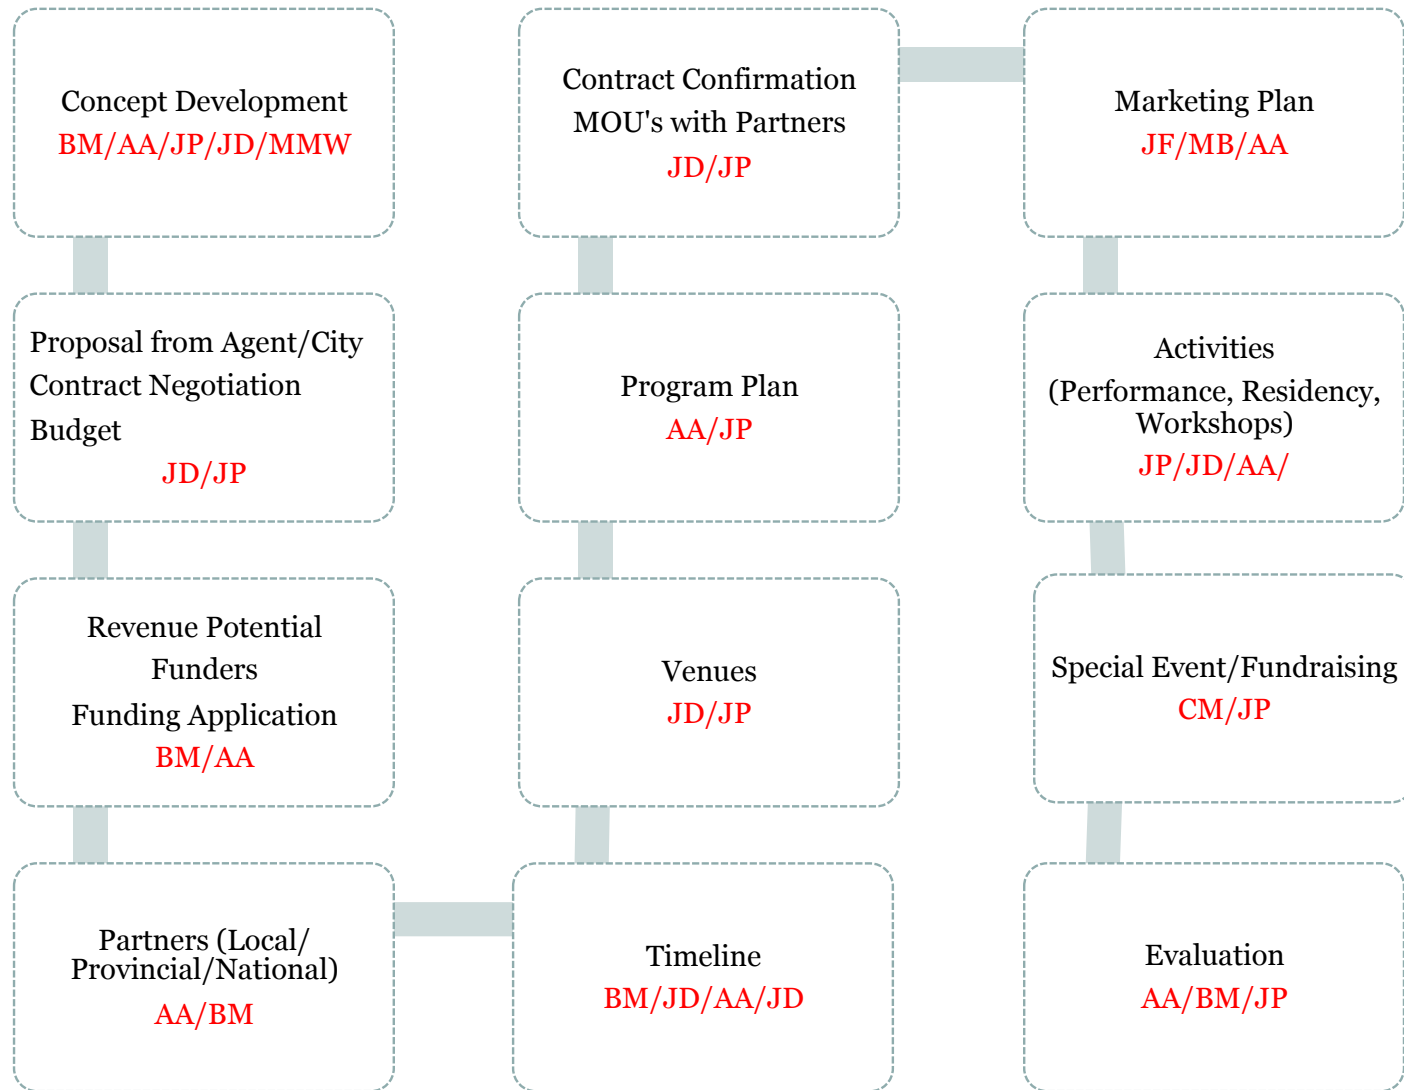 Concept Development
BM/AA/JP/JD/MMW
Proposal from Agent/City
Contract Negotiation
Budget
JD/JP
Revenue Potential
Funders
Funding Application
BM/AA
Partners (Local/
Provincial/National)
AA/BM
Timeline
BM/JD/AA/JD
Venues
JD/JP
Program Plan
AA/JP
Contract Confirmation
MOU's with Partners
JD/JP
Marketing Plan
JF/MB/AA
Activities
(Performance, Residency,
Workshops)
JP/JD/AA/
Special Event/Fundraising
CM/JP
Evaluation
AA/BM/JP